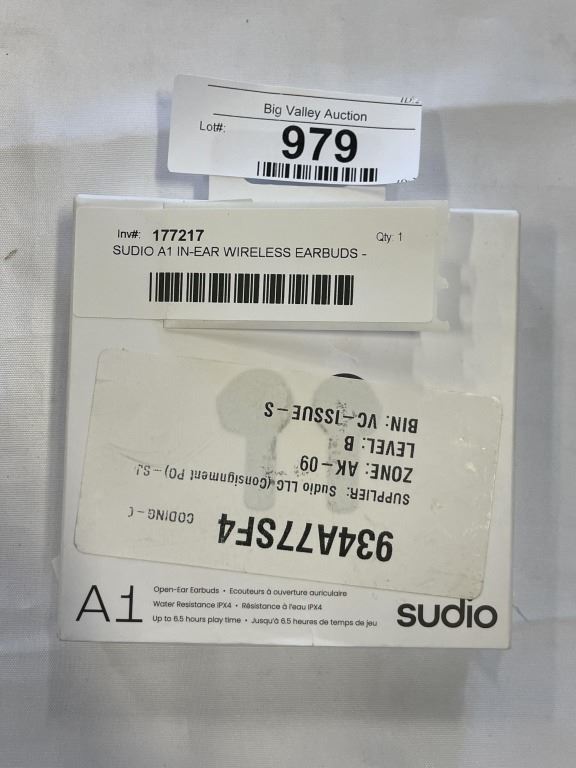 Big Valley Auction
Lot#: 979
Inv#: 177217 Qty: 1
SUDIO A1 IN-EAR WIRELESS EARBUDS -
934A77SF4 CODING-
SUPPLIER: Sudio LLC (Consignment PO) -
ZONE: AK-09
LEVEL: B
BIN: VC-ISSUE-S
A1
Open-Ear Earbuds • Ecouteurs à ouverture auriculaire
Water Resistance IPX4 • Résistance à l'eau IPX4
Up to 6.5 hours play time • Jusqu'à 6.5 heures de temps de jeu
sudio